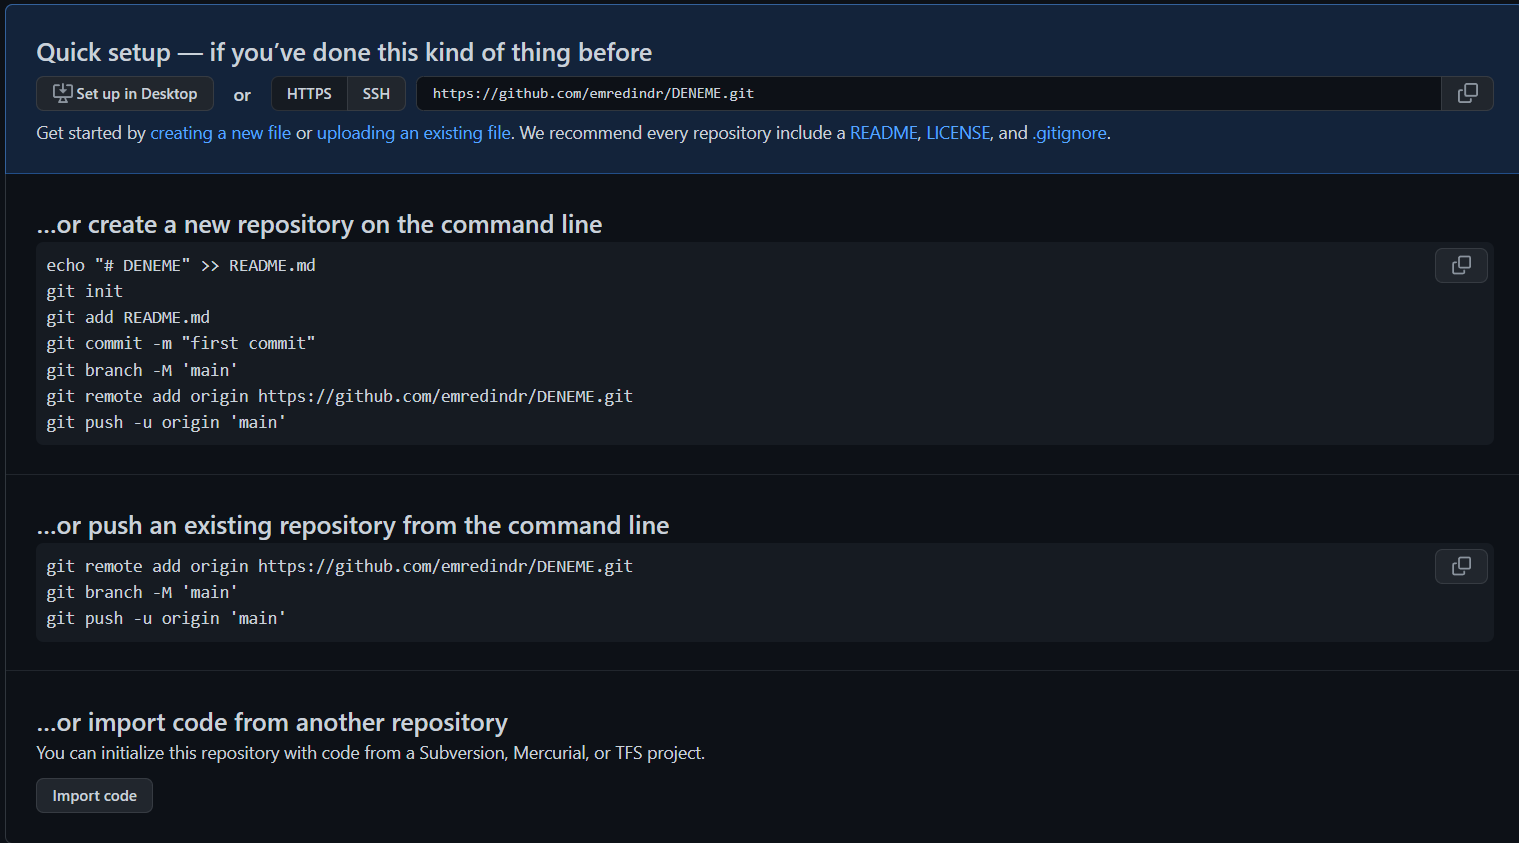 Quick setup — if you’ve done this kind of thing before
Set up in Desktop or HTTPS SSH https://github.com/emredindr/DENEME.git
Get started by creating a new file or uploading an existing file. We recommend every repository include a README, LICENSE, and .gitignore.
…or create a new repository on the command line
echo "# DENEME" >> README.md
git init
git add README.md
git commit -m "first commit"
git branch -M 'main'
git remote add origin https://github.com/emredindr/DENEME.git
git push -u origin 'main'
…or push an existing repository from the command line
git remote add origin https://github.com/emredindr/DENEME.git
git branch -M 'main'
git push -u origin 'main'
…or import code from another repository
You can initialize this repository with code from a Subversion, Mercurial, or TFS project.
Import code